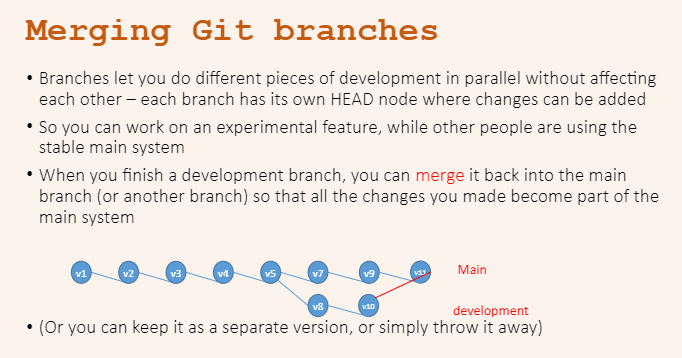 Merging Git branches
• Branches let you do different pieces of development in parallel without affecting
each other – each branch has its own HEAD node where changes can be added
• So you can work on an experimental feature, while other people are using the
stable main system
• When you finish a development branch, you can merge it back into the main
branch (or another branch) so that all the changes you made become part of the
main system
v1 v2 v3 v4 v5 v7 v9 v11 Main
v8 v10 development
• (Or you can keep it as a separate version, or simply throw it away)